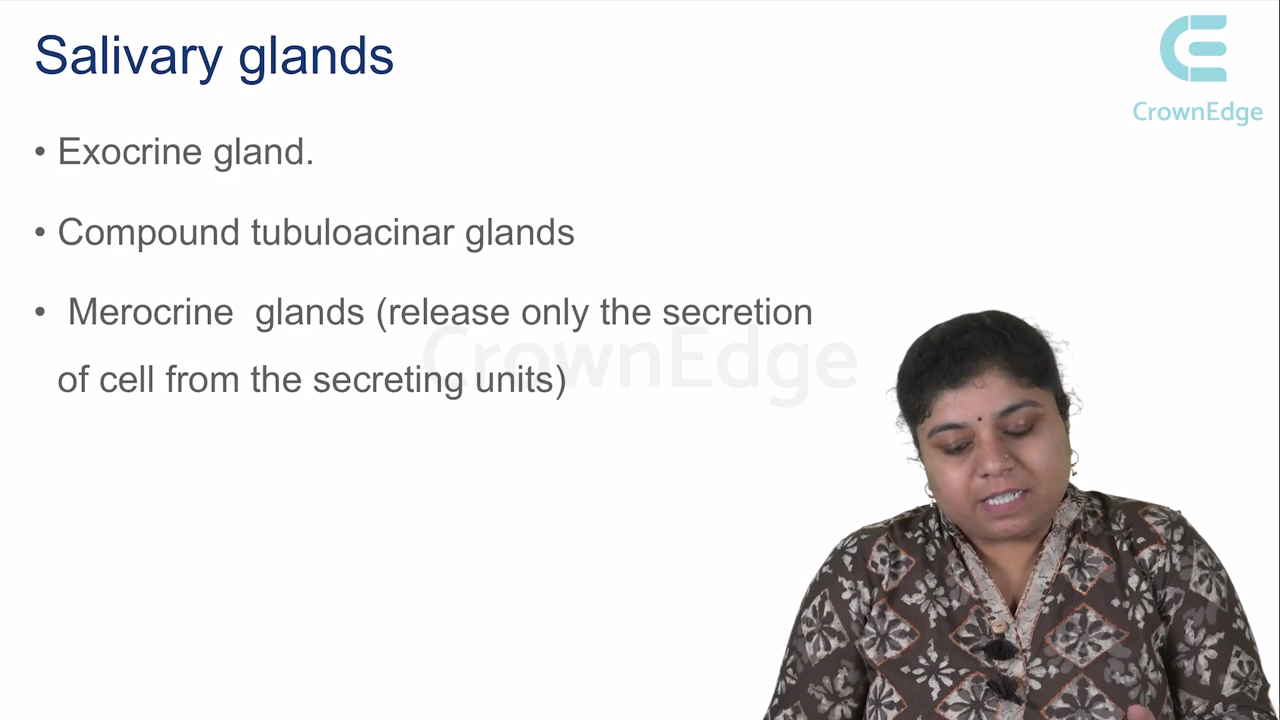 Salivary glands
CrownEdge
• Exocrine gland.
• Compound tubuloacinar glands
• Merocrine glands (release only the secretion
of cell from the secreting units)
CrownEdge